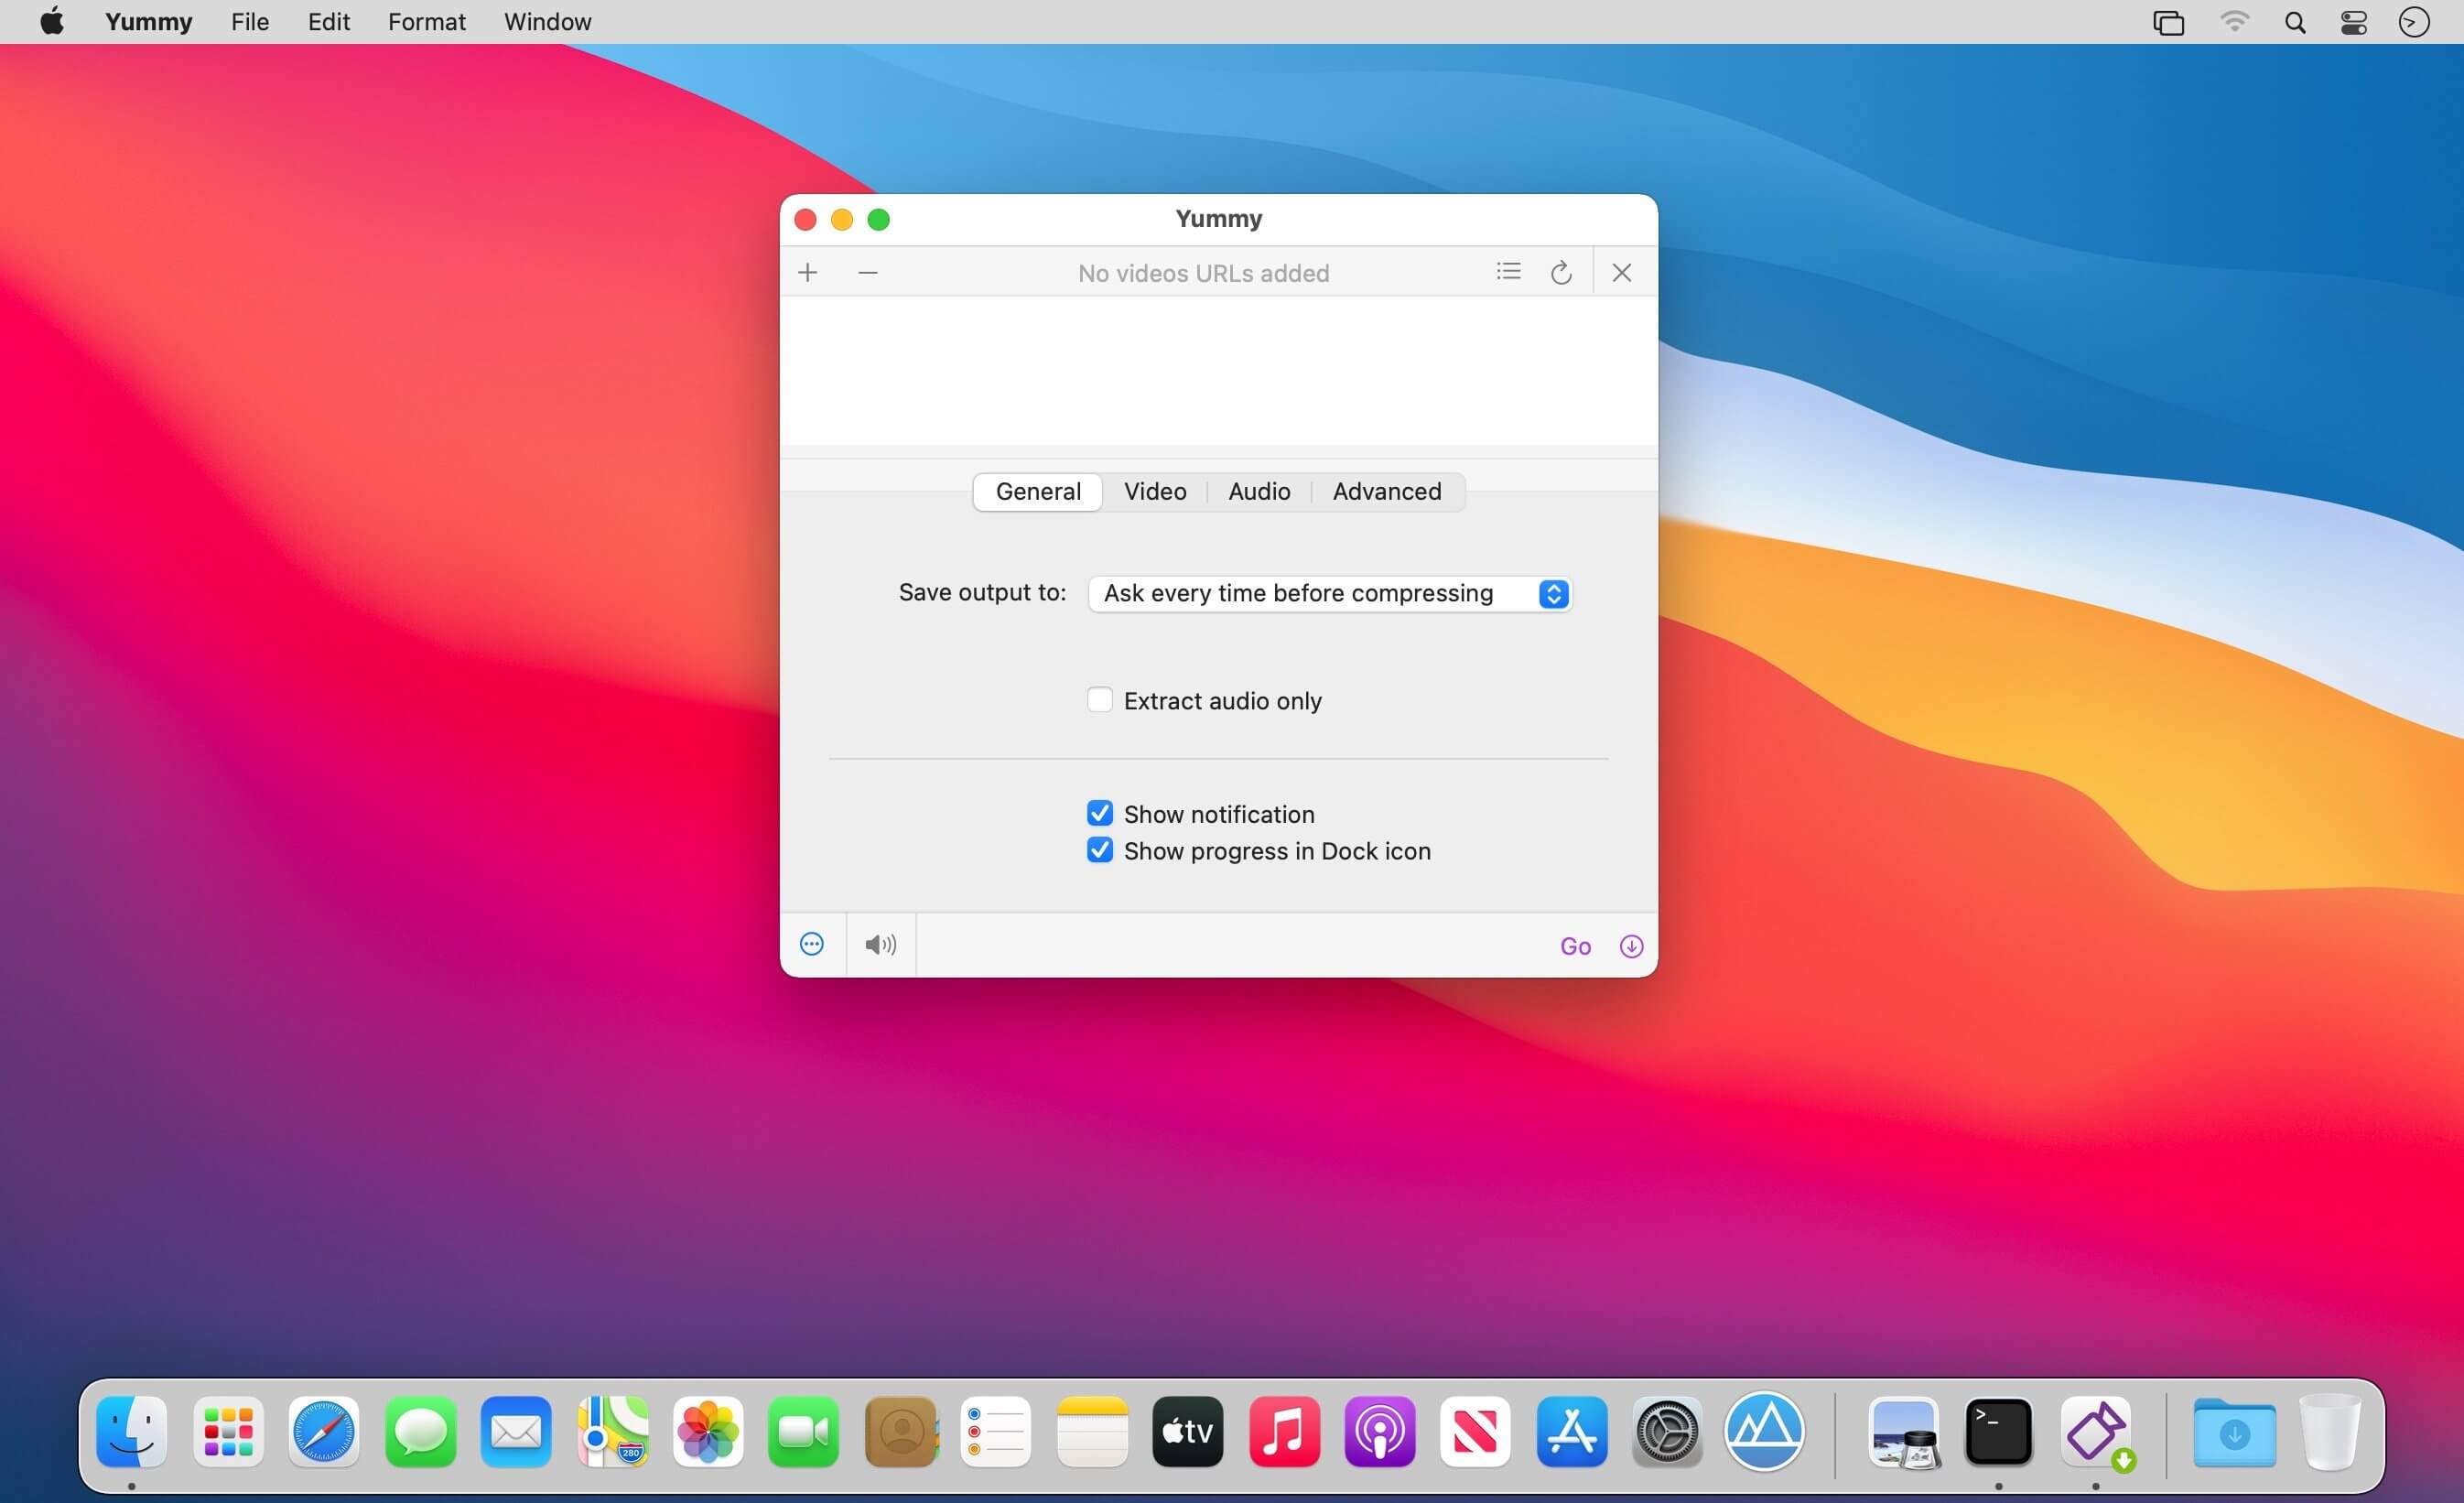 Yummy File Edit Format Window
Yummy
No videos URLs added
General Video Audio Advanced
Save output to: Ask every time before compressing
Extract audio only
Show notification
Show progress in Dock icon
Go
280
tv
>_